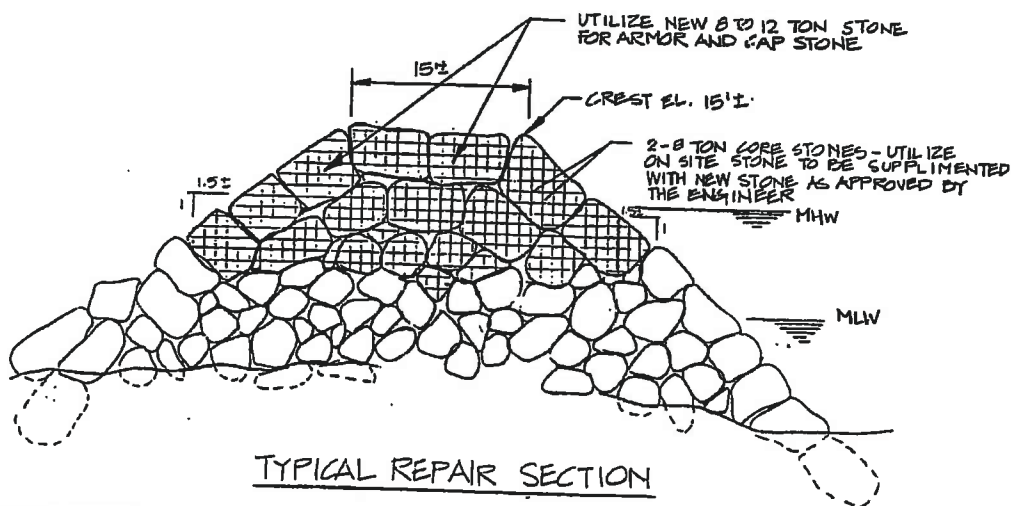 UTILIZE NEW 8 TO 12 TON STONE
FOR ARMOR AND CAP STONE
15'±
CREST EL. 15'±
2-8 TON CORE STONES - UTILIZE
ON SITE STONE TO BE SUPPLIMENTED
WITH NEW STONE AS APPROVED BY
THE ENGINEER
1.5±
1
1.5±
1
MHW
MLW
TYPICAL REPAIR SECTION